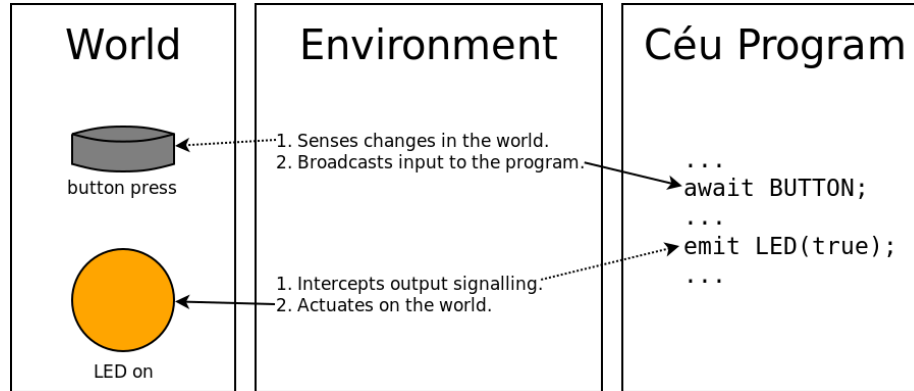 World
Environment
Céu Program
1. Senses changes in the world.
2. Broadcasts input to the program.
button press
...
await BUTTON;
...
emit LED(true);
...
1. Intercepts output signalling.
2. Actuates on the world.
LED on